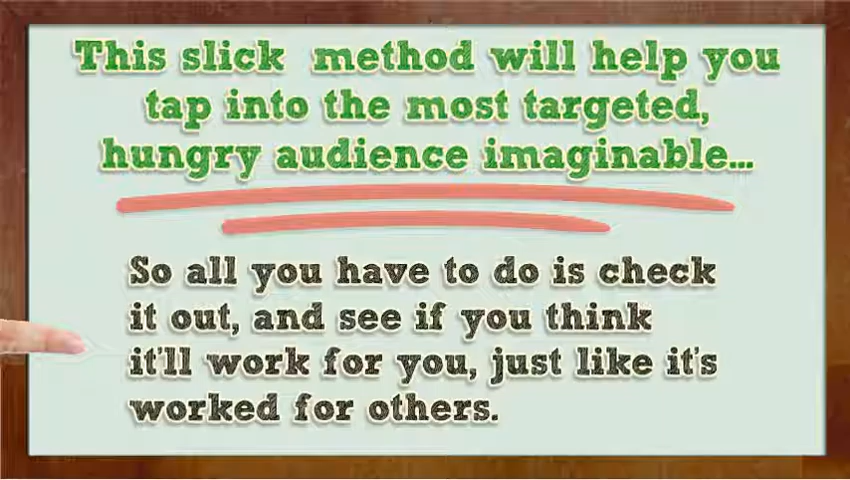 This slick method will help you
tap into the most targeted,
hungry audience imaginable...
So all you have to do is check
it out, and see if you think
it'll work for you, just like it's
worked for others.